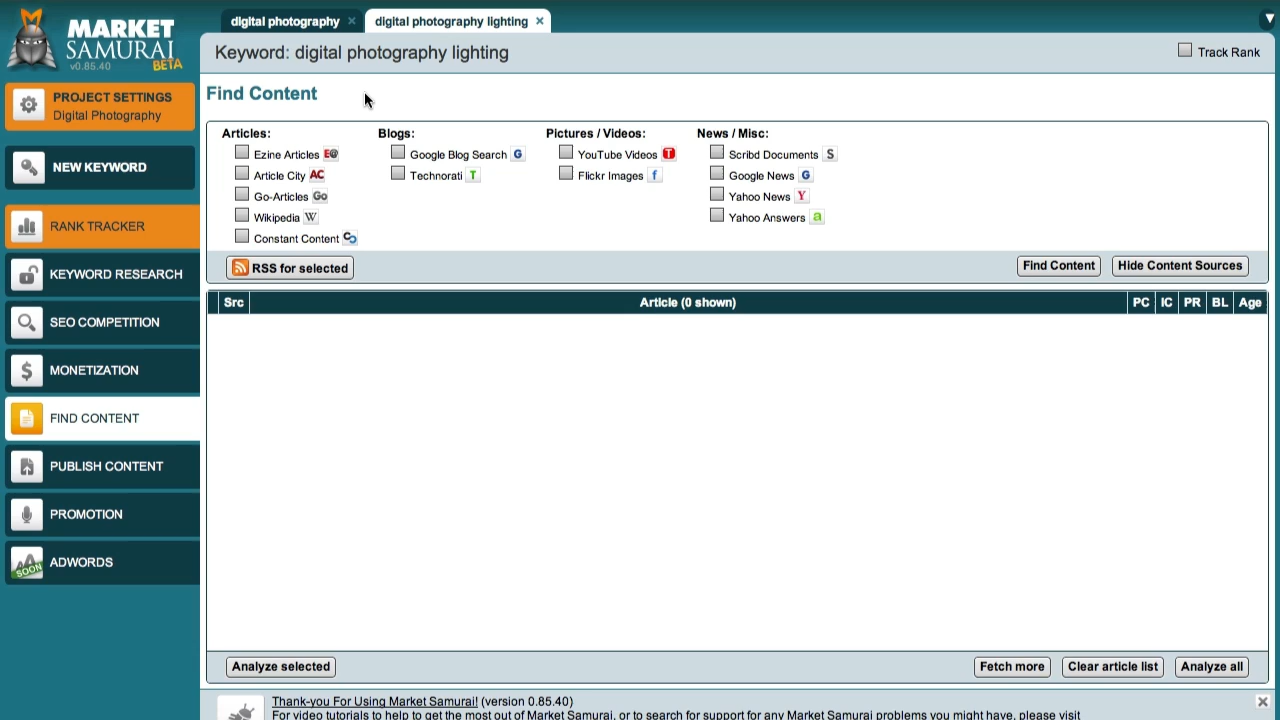 MARKET
SAMURAI
v0.85.40 BETA
digital photography
digital photography lighting
Keyword: digital photography lighting
Track Rank
PROJECT SETTINGS
Digital Photography
NEW KEYWORD
RANK TRACKER
KEYWORD RESEARCH
SEO COMPETITION
MONETIZATION
FIND CONTENT
PUBLISH CONTENT
PROMOTION
SOON ADWORDS
Find Content
Articles:
Ezine Articles E@
Article City AC
Go-Articles Go
Wikipedia W
Constant Content
Blogs:
Google Blog Search G
Technorati T
Pictures / Videos:
YouTube Videos T
Flickr Images f
News / Misc:
Scribd Documents S
Google News G
Yahoo News Y
Yahoo Answers a
RSS for selected
Find Content
Hide Content Sources
Src Article (0 shown) PC IC PR BL Age
Analyze selected
Fetch more
Clear article list
Analyze all
Thank-you For Using Market Samurai! (version 0.85.40)
For video tutorials to help to get the most out of Market Samurai, or to search for support for any Market Samurai problems you might have, please visit